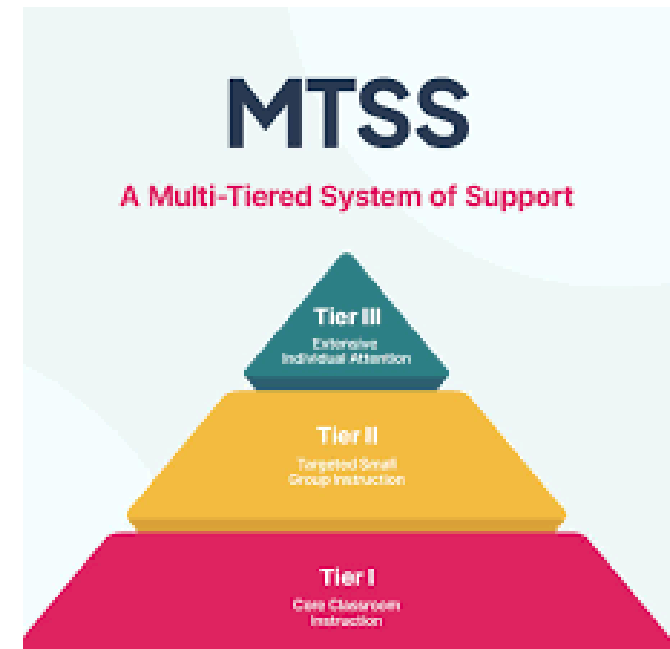 MTSS
A Multi-Tiered System of Support
Tier III
Extensive
Individual Attention
Tier II
Targeted Small
Group Instruction
Tier I
Core Classroom
Instruction